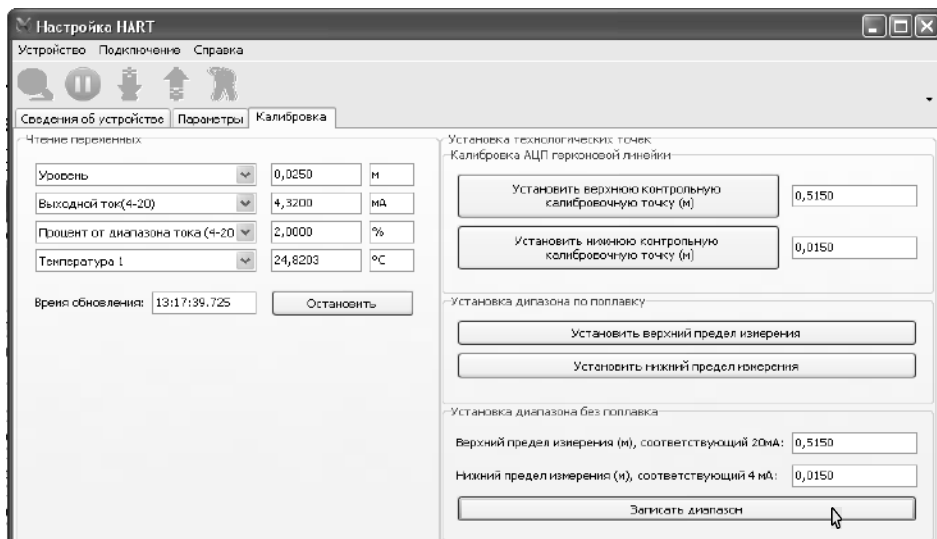 Настройка HART
Устройство Подключение Справка
Сведения об устройстве Параметры Калибровка
Чтение переменных
Уровень 0,0250 м
Выходной ток(4-20) 4,3200 мА
Процент от диапазона тока (4-20 2,0000 %
Температура 1 24,8203 °C
Время обновления: 13:17:39.725 Остановить
Установка технологических точек
Калибровка АЦП герконовой линейки
Установить верхнюю контрольную
калибровочную точку (м)
0,5150
Установить нижнюю контрольную
калибровочную точку (м)
0,0150
Установка дипазона по поплавку
Установить верхний предел измерения
Установить нижний предел измерения
Установка диапазона без поплавка
Верхний предел измерения (м), соответствующий 20мА: 0,5150
Нижний предел измерения (м), соответствующий 4 мА: 0,0150
Записать диапазон